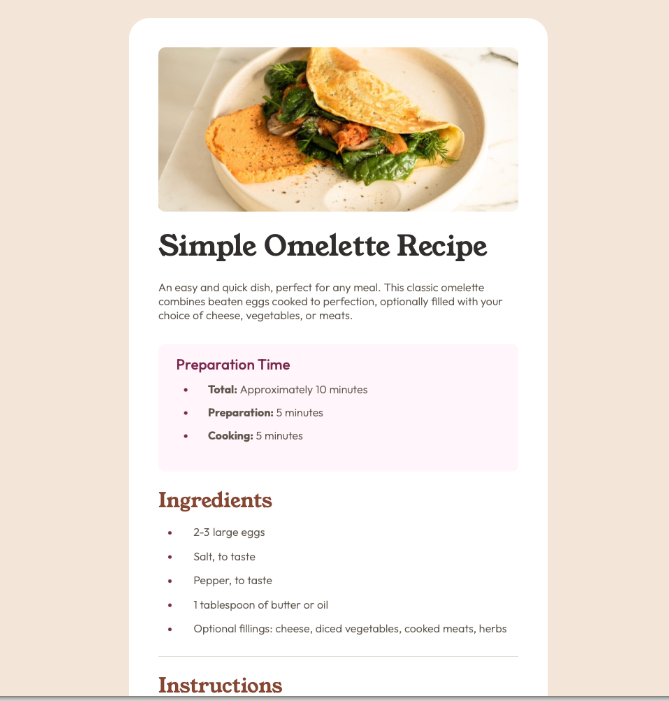 Simple Omelette Recipe
An easy and quick dish, perfect for any meal. This classic omelette
combines beaten eggs cooked to perfection, optionally filled with your
choice of cheese, vegetables, or meats.
Preparation Time
• Total: Approximately 10 minutes
• Preparation: 5 minutes
• Cooking: 5 minutes
Ingredients
• 2-3 large eggs
• Salt, to taste
• Pepper, to taste
• 1 tablespoon of butter or oil
• Optional fillings: cheese, diced vegetables, cooked meats, herbs
Instructions